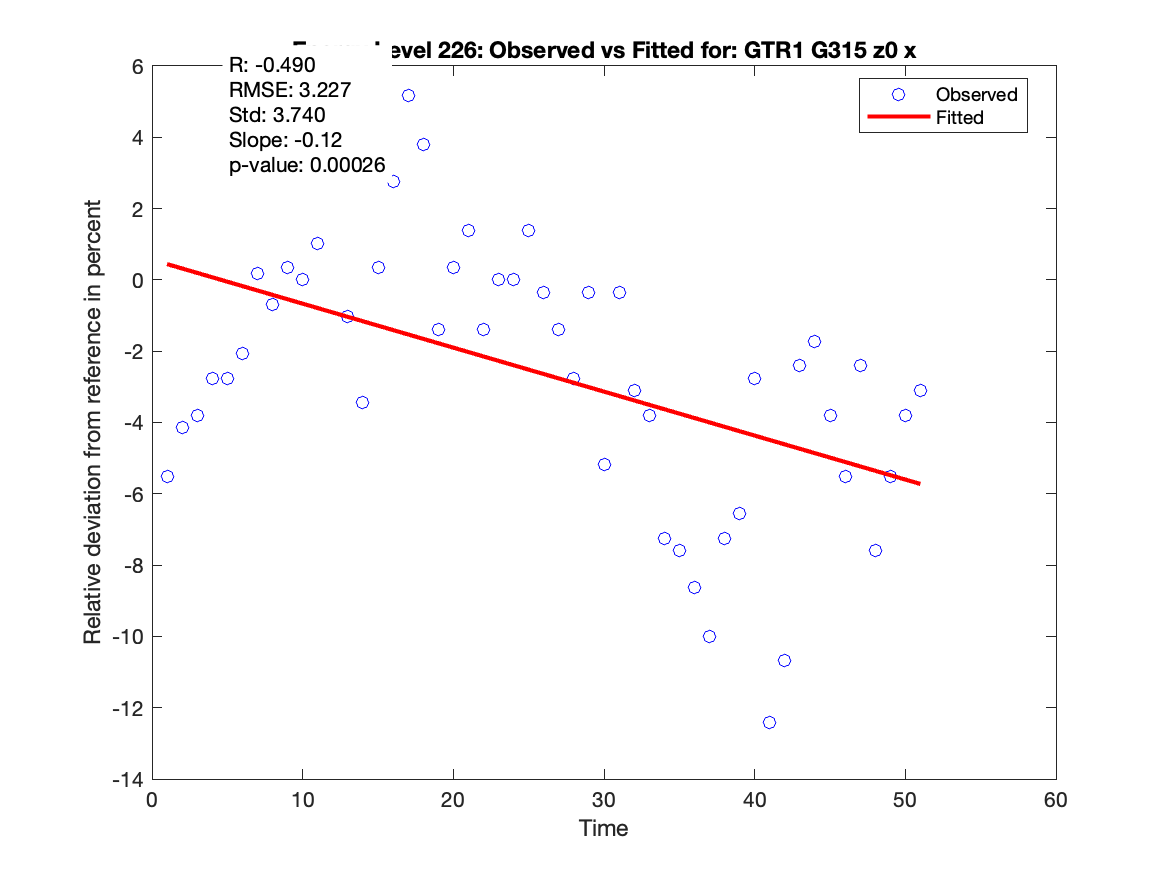 evel 226: Observed vs Fitted for: GTR1 G315 z0 x
R: -0.490
RMSE: 3.227
Std: 3.740
Slope: -0.12
p-value: 0.00026
Observed
Fitted
Relative deviation from reference in percent
6
4
2
0
-2
-4
-6
-8
-10
-12
-14
0
10
20
30
40
50
60
Time